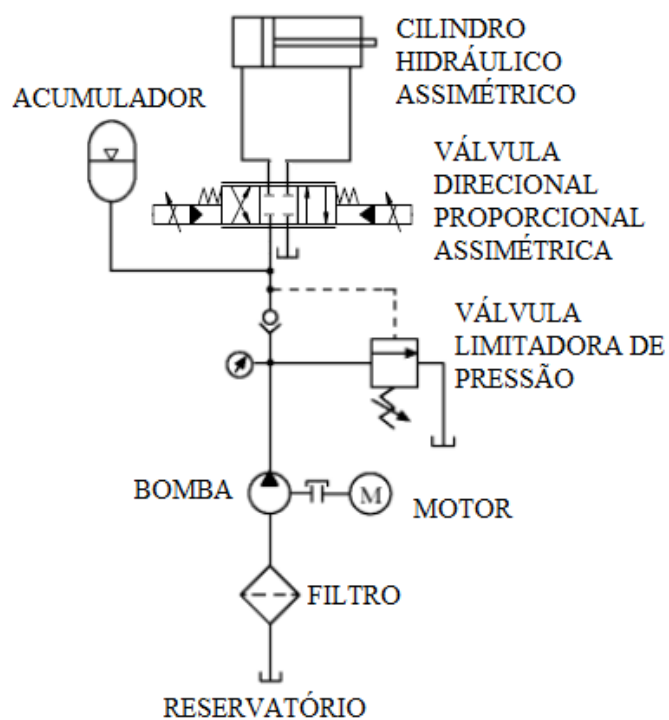 CILINDRO
HIDRÁULICO
ASSIMÉTRICO
ACUMULADOR
VÁLVULA
DIRECIONAL
PROPORCIONAL
ASSIMÉTRICA
VÁLVULA
LIMITADORA DE
PRESSÃO
BOMBA
M
MOTOR
FILTRO
RESERVATÓRIO